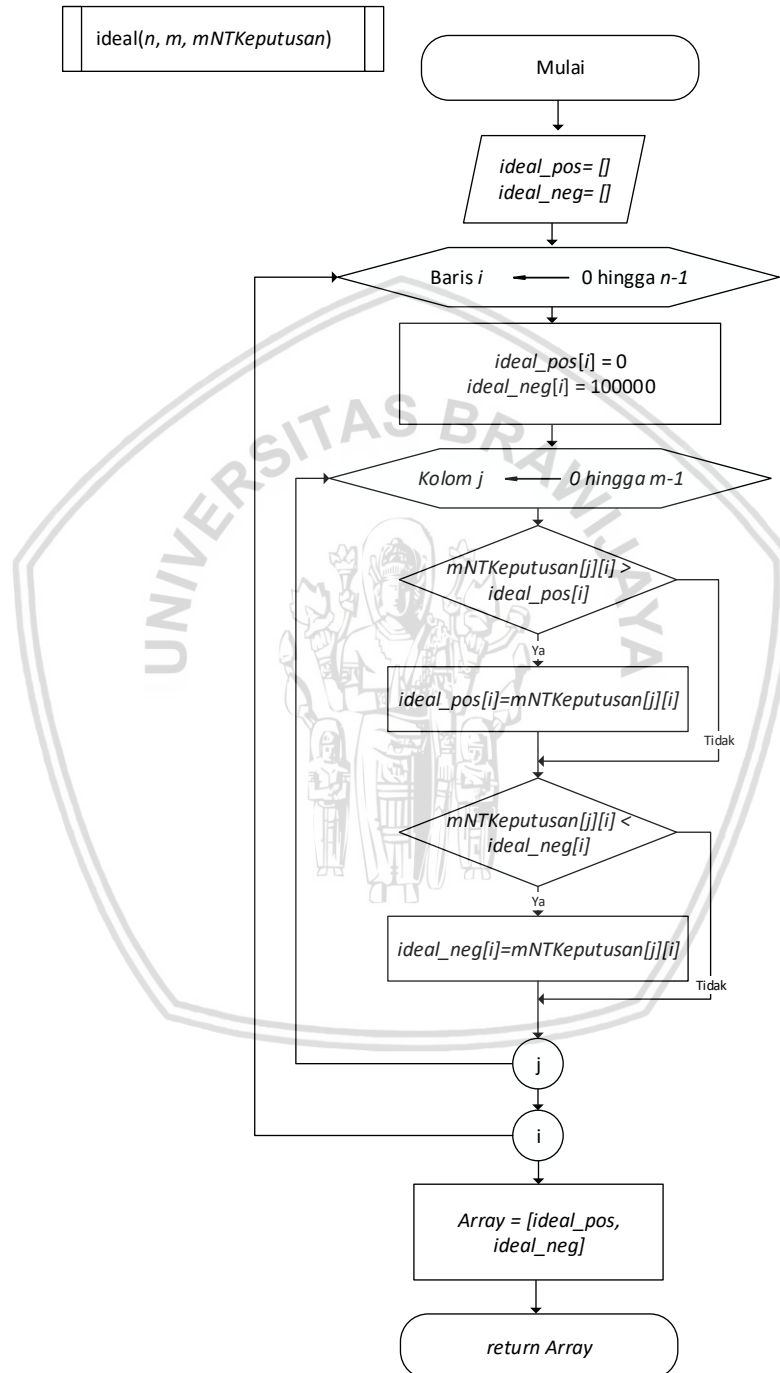 ideal(n, m, mNTKeputusan)
Mulai
ideal_pos= []
ideal_neg= []
Baris i 0 hingga n-1
ideal_pos[i] = 0
ideal_neg[i] = 100000
UNIVERSITAS BRAWIJAYA
Kolom j 0 hingga m-1
mNTKeputusan[j][i] >
ideal_pos[i]
Ya
ideal_pos[i]=mNTKeputusan[j][i]
Tidak
mNTKeputusan[j][i] <
ideal_neg[i]
Ya
ideal_neg[i]=mNTKeputusan[j][i]
Tidak
j
i
Array = [ideal_pos,
ideal_neg]
return Array